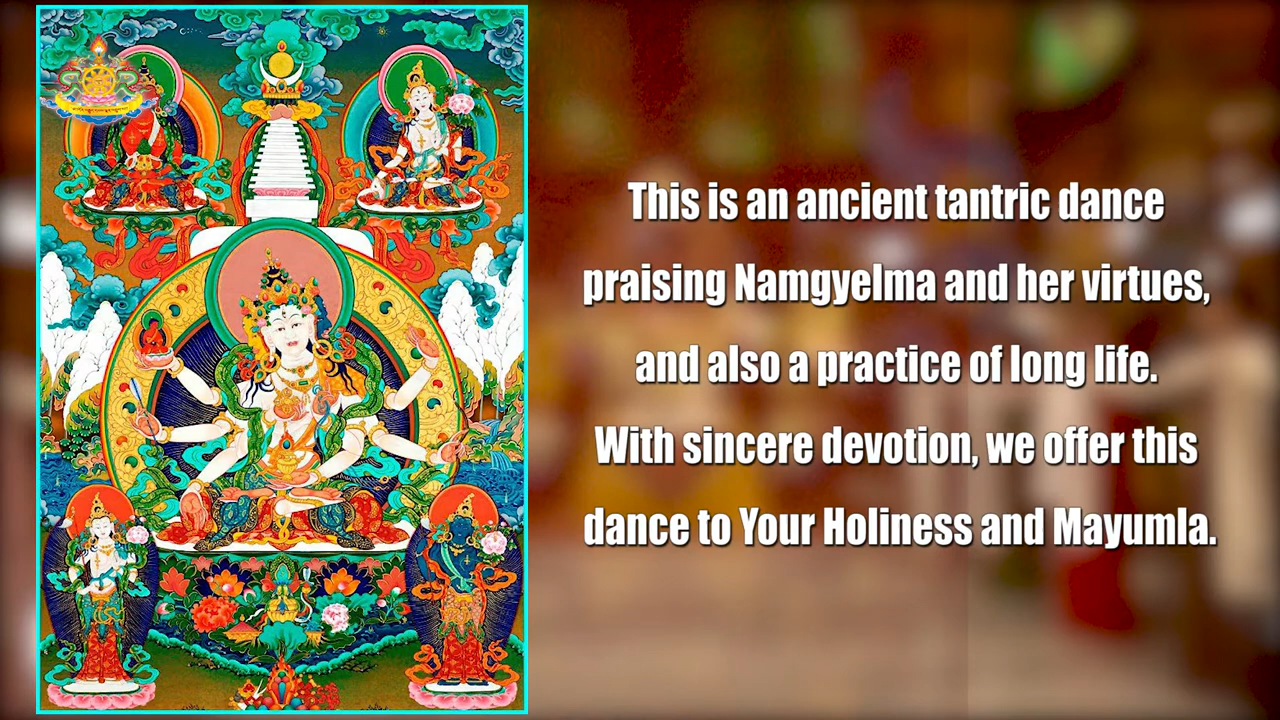 This is an ancient tantric dance
praising Namgyelma and her virtues,
and also a practice of long life.
With sincere devotion, we offer this
dance to Your Holiness and Mayumla.